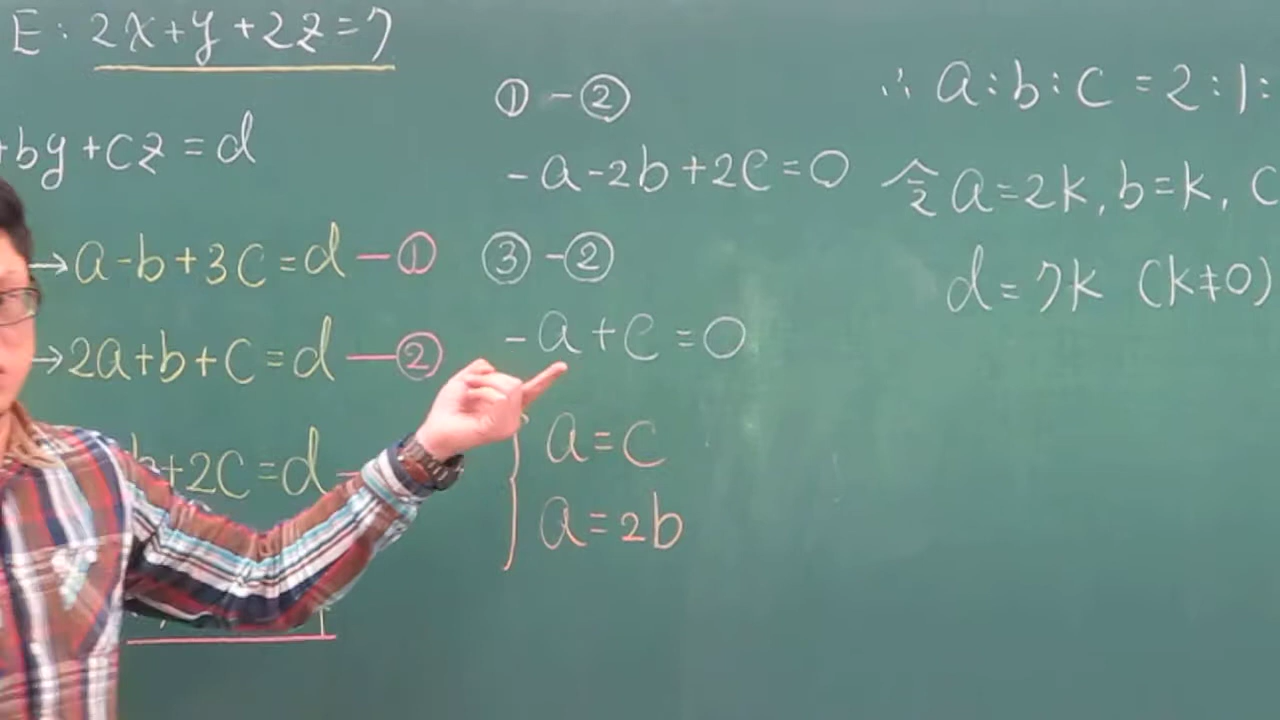 E: 2x+y+2z=7
+by+cz=d
→a-b+3c=d —①
→2a+b+c=d —②
b+2c=d
①-②
-a-2b+2c=0
③-②
-a+c=0
a=c
a=2b
∴ a:b:c=2:1:
令 a=2k, b=k, c
d=7k (k≠0)